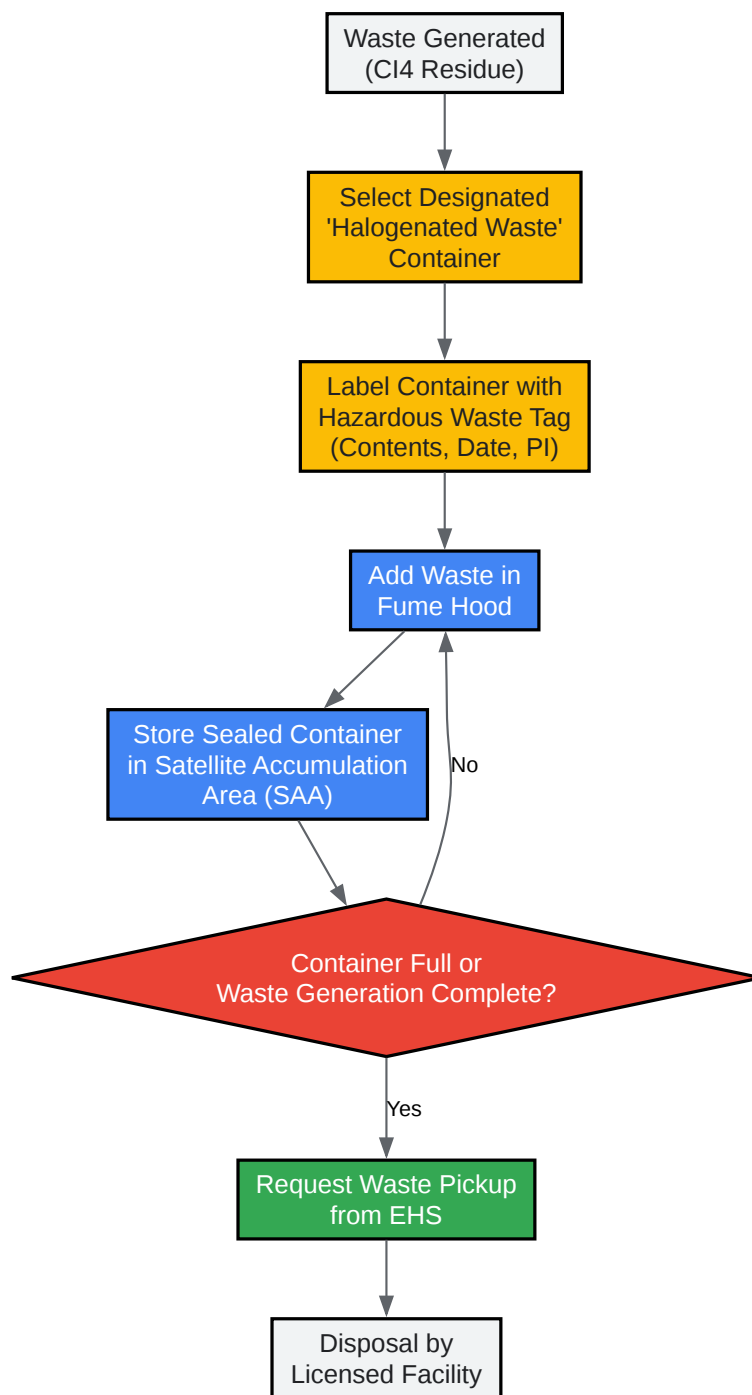 Waste Generated
(CI4 Residue)
Select Designated
'Halogenated Waste'
Container
Label Container with
Hazardous Waste Tag
(Contents, Date, PI)
Add Waste in
Fume Hood
Store Sealed Container
in Satellite Accumulation
Area (SAA)
No
Container Full or
Waste Generation Complete?
Yes
Request Waste Pickup
from EHS
Disposal by
Licensed Facility